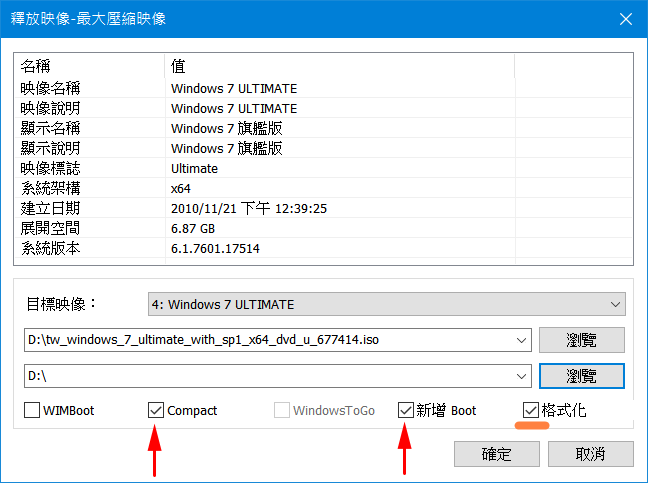 釋放映像-最大壓縮映像
名稱 值
映像名稱 Windows 7 ULTIMATE
映像說明 Windows 7 ULTIMATE
顯示名稱 Windows 7 旗艦版
顯示說明 Windows 7 旗艦版
映像標誌 Ultimate
系統架構 x64
建立日期 2010/11/21 下午 12:39:25
展開空間 6.87 GB
系統版本 6.1.7601.17514
目標映像： 4: Windows 7 ULTIMATE
D:\tw_windows_7_ultimate_with_sp1_x64_dvd_u_677414.iso 瀏覽
D:\ 瀏覽
WIMBoot Compact WindowsToGo 新增 Boot 格式化
確定 取消